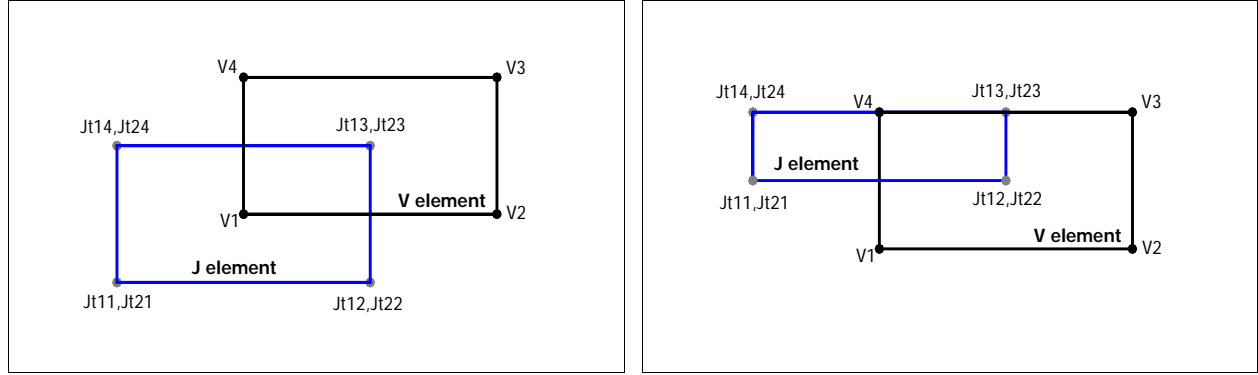 V4
V3
Jt14,Jt24
Jt13,Jt23
V element
V1
V2
J element
Jt11,Jt21
Jt12,Jt22
Jt14,Jt24
V4
Jt13,Jt23
V3
J element
Jt11,Jt21
Jt12,Jt22
V element
V1
V2